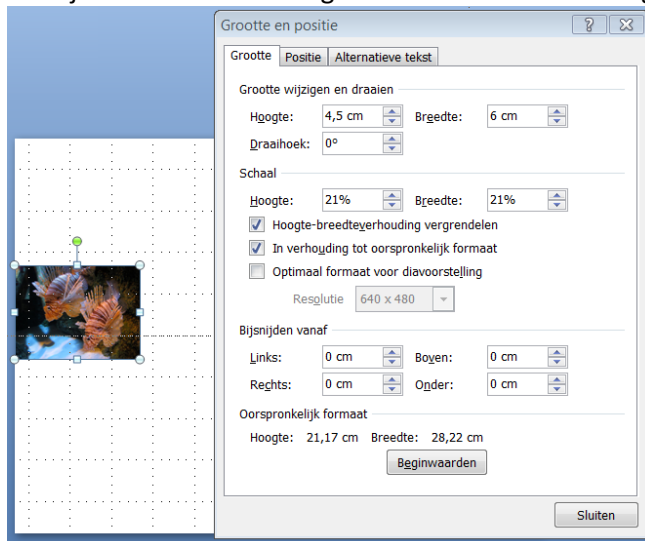 Grootte en positie
Grootte Positie Alternatieve tekst
Grootte wijzigen en draaien
Hoogte: 4,5 cm Breedte: 6 cm
Draaihoek: 0°
Schaal
Hoogte: 21% Breedte: 21%
Hoogte-breedteverhouding vergrendelen
In verhouding tot oorspronkelijk formaat
Optimaal formaat voor diavoorstelling
Resolutie 640 x 480
Bijsnijden vanaf
Links: 0 cm Boven: 0 cm
Rechts: 0 cm Onder: 0 cm
Oorspronkelijk formaat
Hoogte: 21,17 cm Breedte: 28,22 cm
Beginwaarden
Sluiten